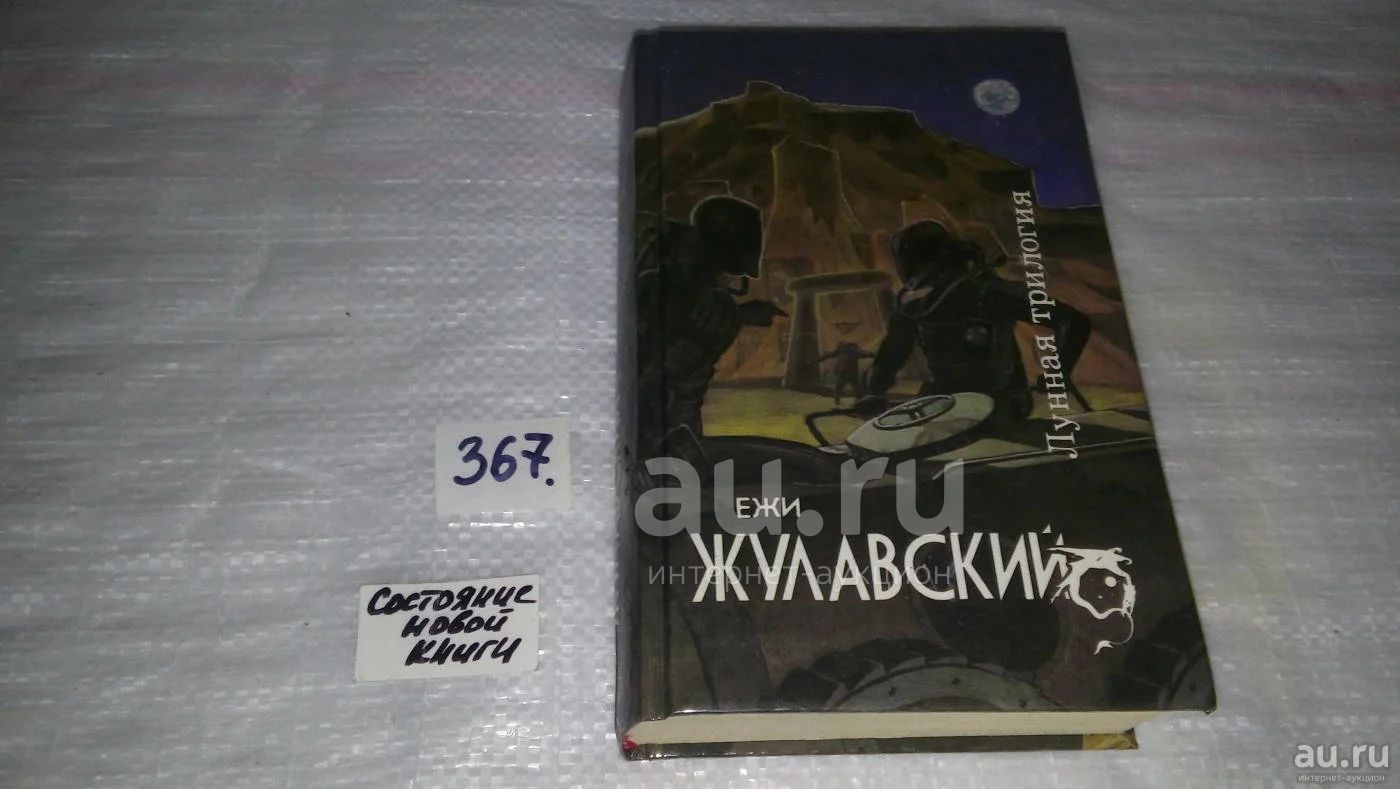 Лунная трилогия
367.
Состояние
новой
книги
ЕЖИ
ЖУЛАВСКИЙ
au.ru
интернет-аукцион
au.ru
интернет-аукцион